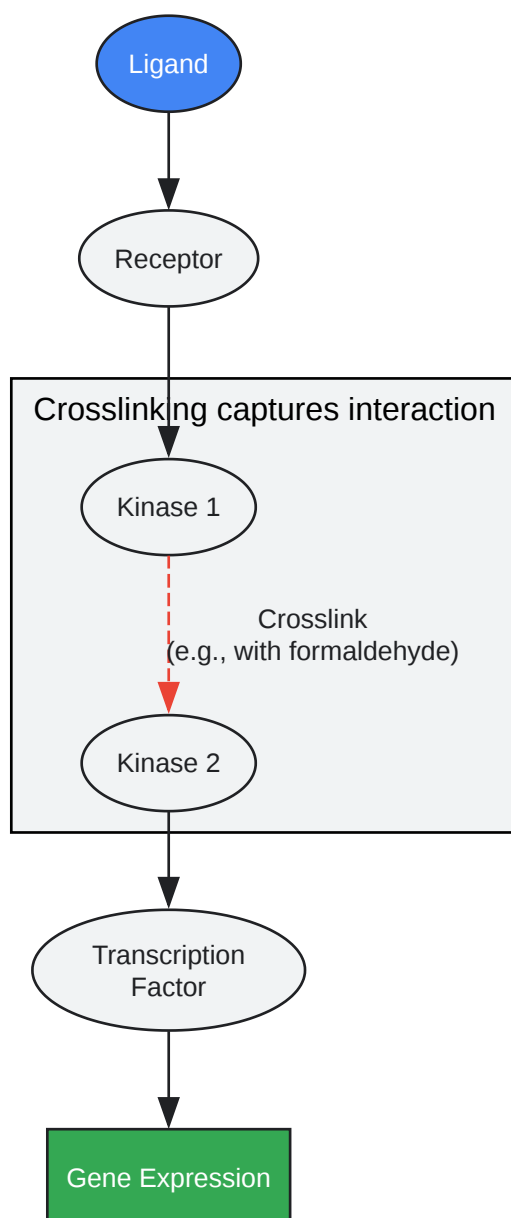 Ligand
Receptor
Crosslinking captures interaction
Kinase 1
Crosslink
(e.g., with formaldehyde)
Kinase 2
Transcription
Factor
Gene Expression